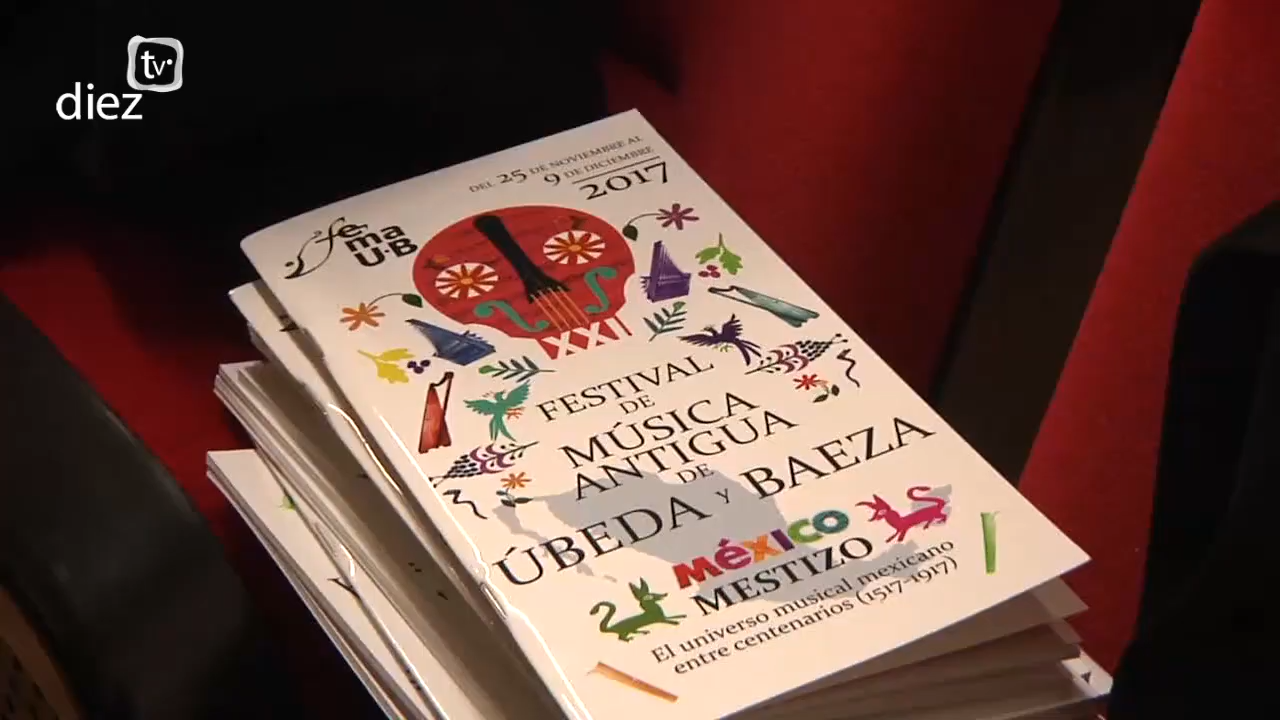 tv
diez
DEL 25 DE NOVIEMBRE AL
9 DE DICIEMBRE
2017
fe
ma
U·B
XXI
FESTIVAL
DE
MÚSICA
ANTIGUA
DE
ÚBEDA Y BAEZA
MéXICO
MESTIZO
El universo musical mexicano
entre centenarios (1517-1917)